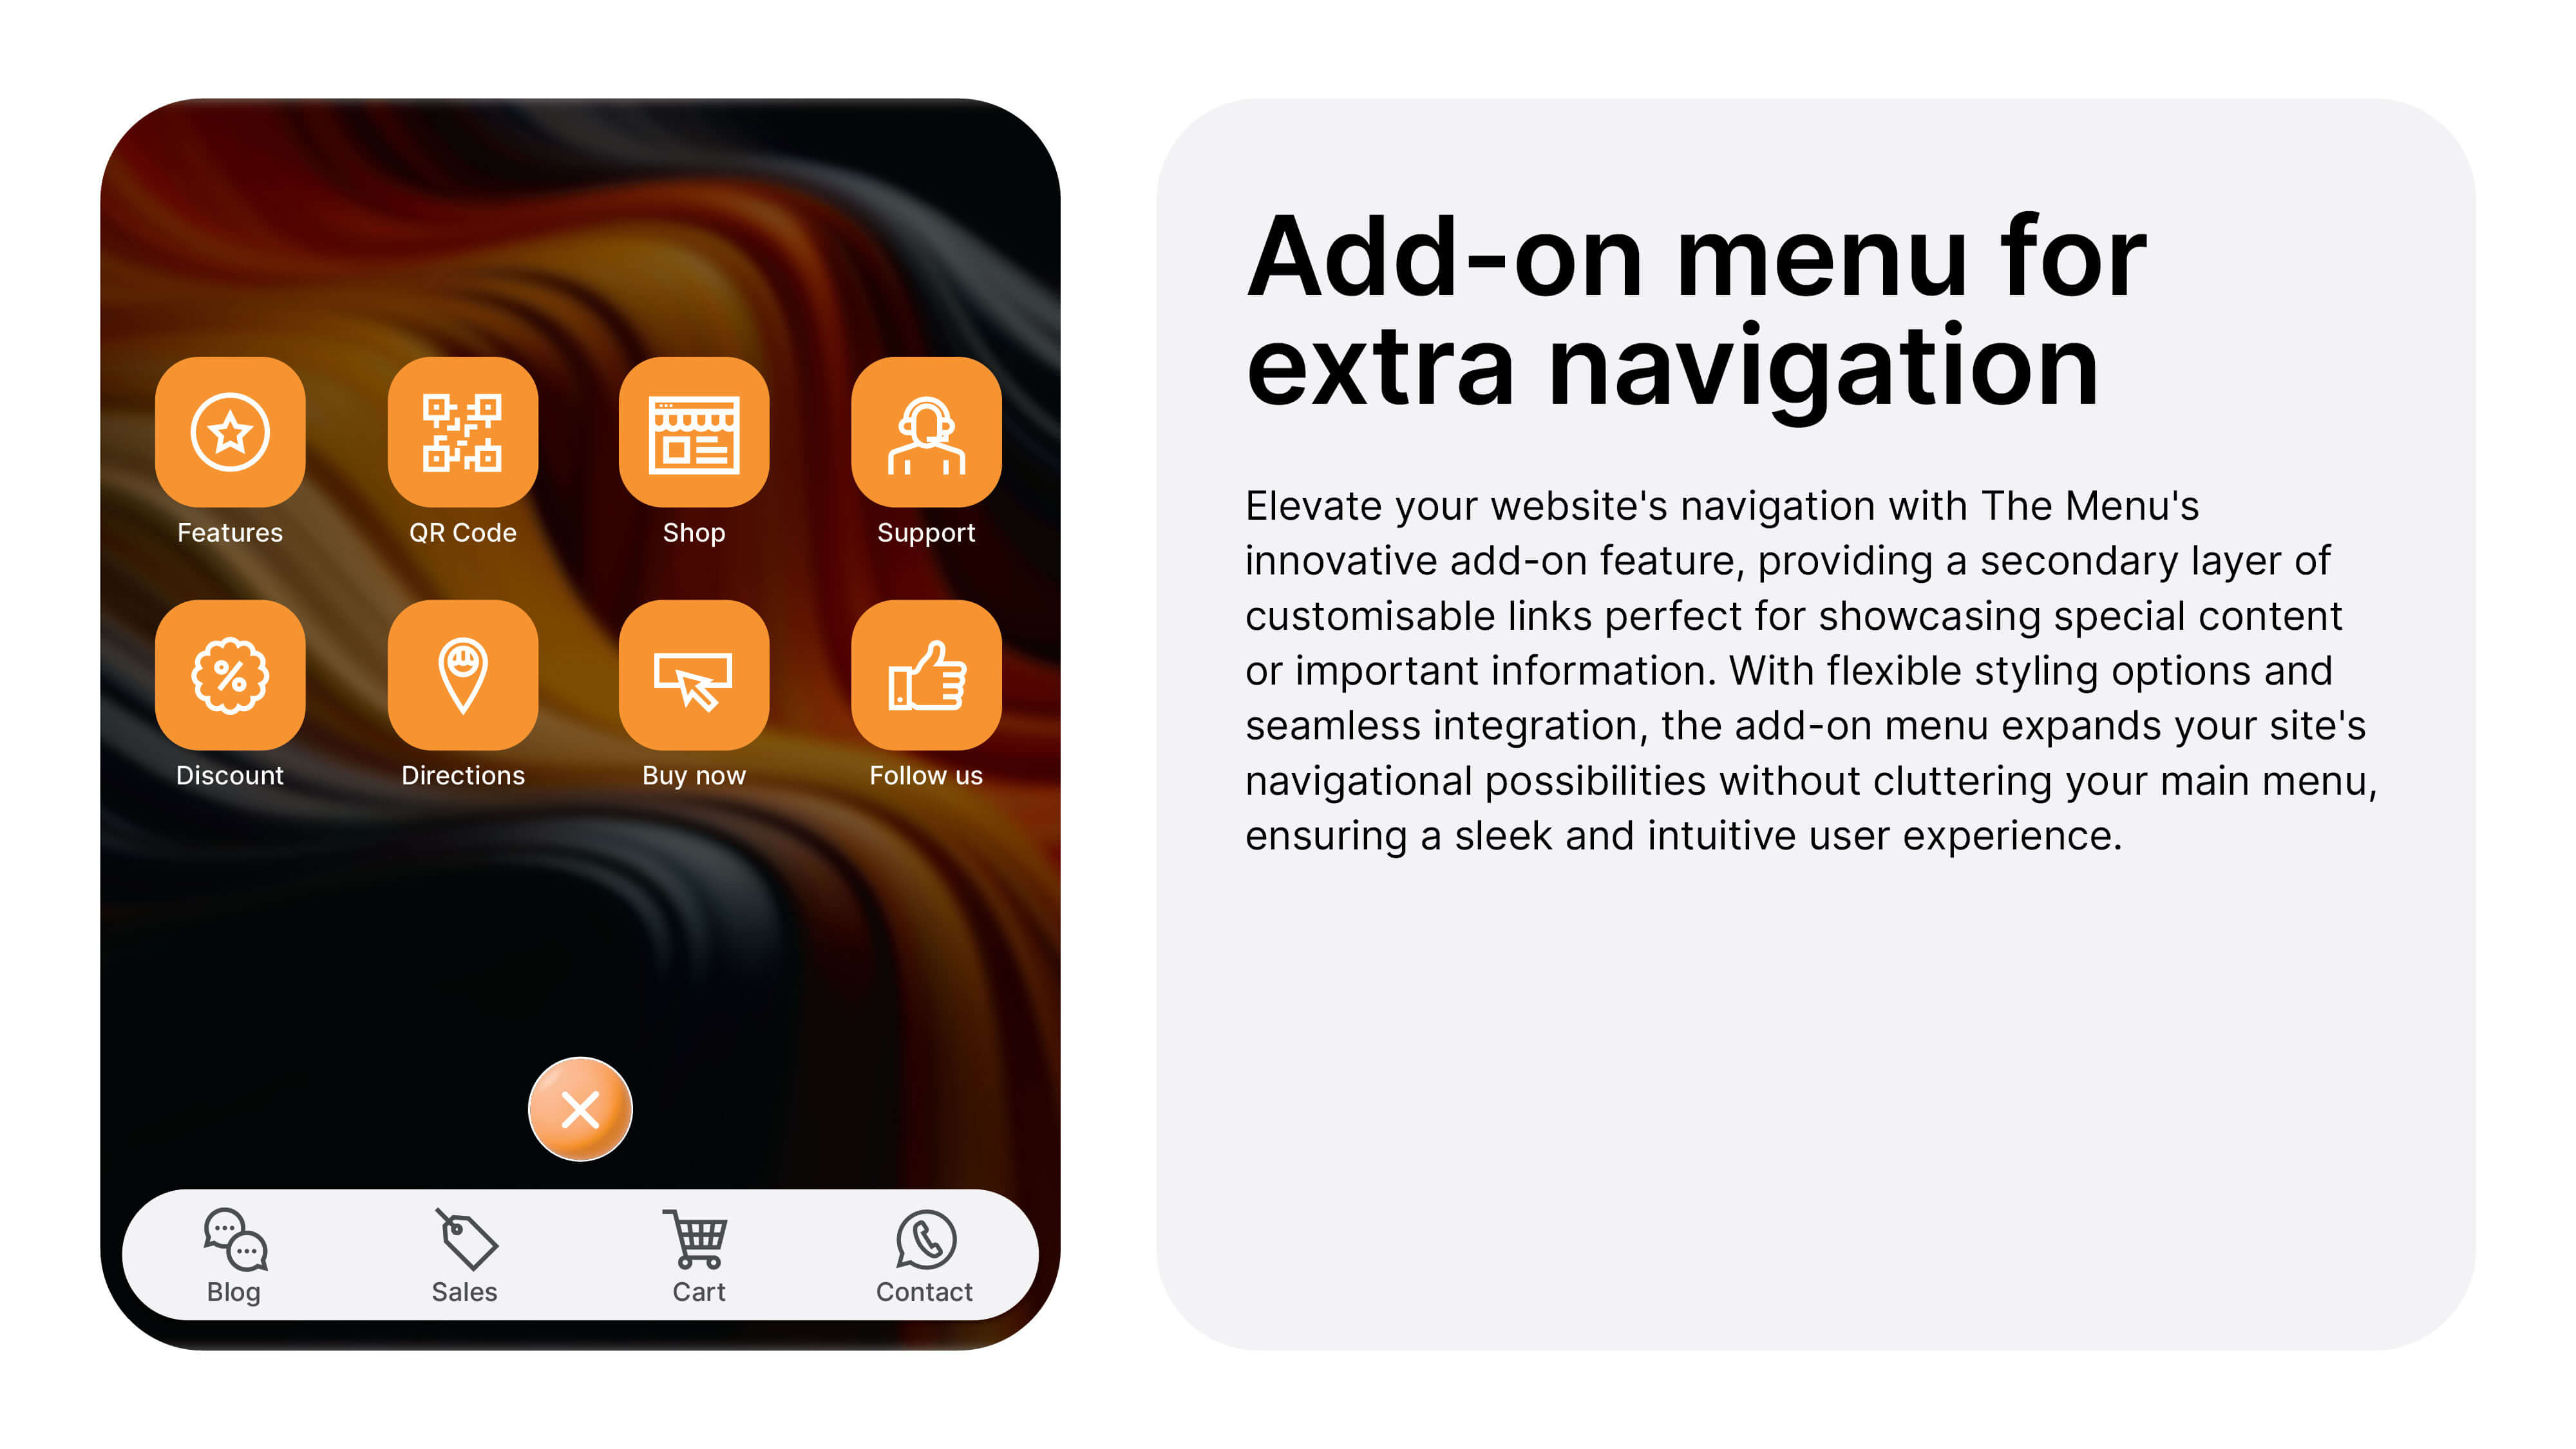 Features
QR Code
Shop
Support
Discount
Directions
Buy now
Follow us
Blog
Sales
Cart
Contact
Add-on menu for
extra navigation
Elevate your website's navigation with The Menu's
innovative add-on feature, providing a secondary layer of
customisable links perfect for showcasing special content
or important information. With flexible styling options and
seamless integration, the add-on menu expands your site's
navigational possibilities without cluttering your main menu,
ensuring a sleek and intuitive user experience.